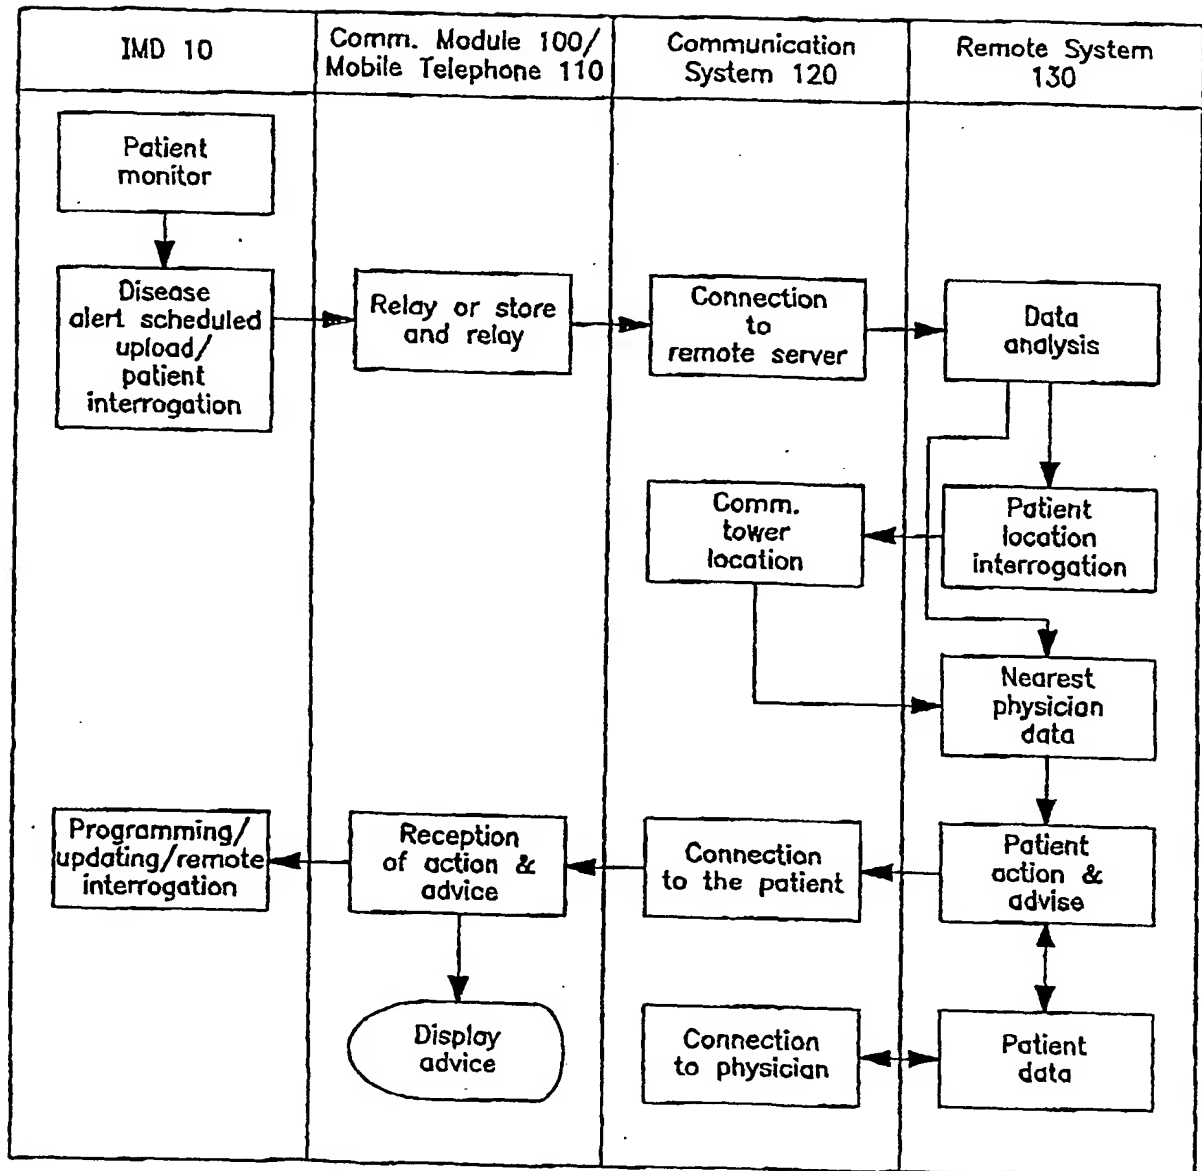 IMD 10
Comm. Module 100/
Mobile Telephone 110
Communication
System 120
Remote System
130
Patient
monitor
Disease
alert scheduled
upload/
patient
interrogation
Relay or store
and relay
Connection
to
remote server
Data
analysis
Comm.
tower
location
Patient
location
interrogation
Nearest
physician
data
Programming/
updating/remote
interrogation
Reception
of action &
advice
Connection
to the patient
Patient
action &
advise
Display
advice
Connection
to physician
Patient
data